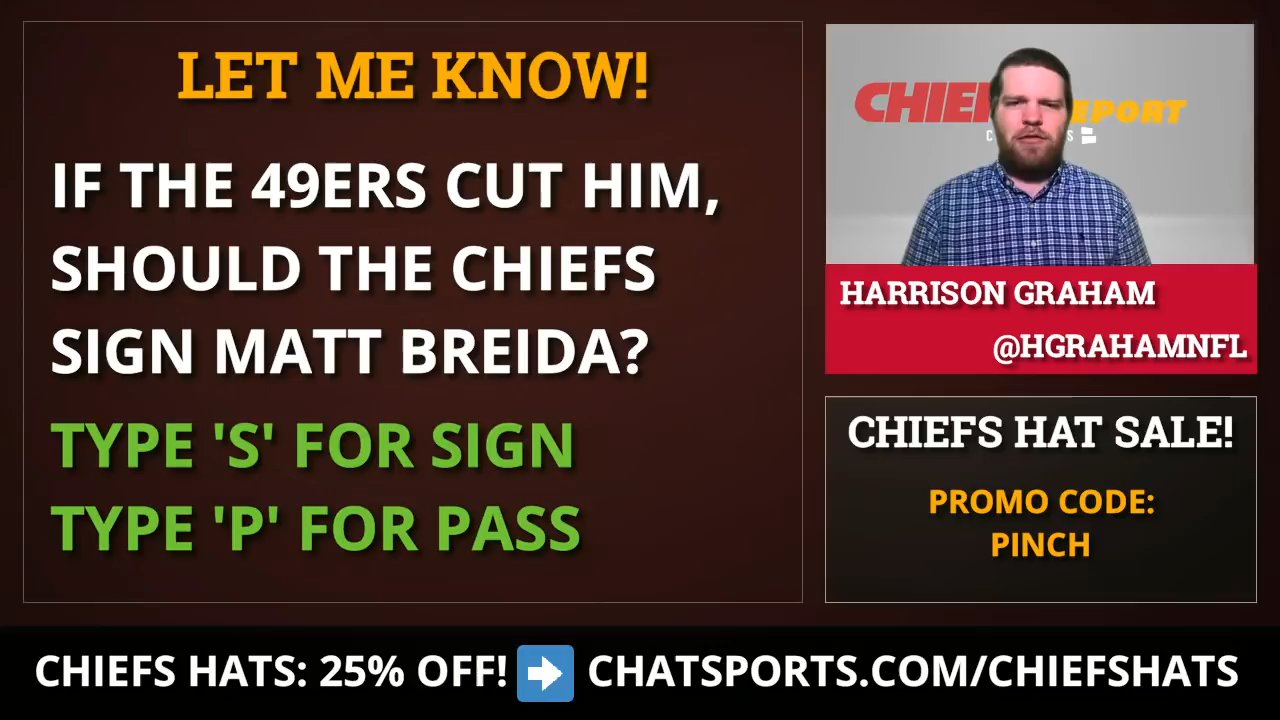 LET ME KNOW!
IF THE 49ERS CUT HIM,
SHOULD THE CHIEFS
SIGN MATT BREIDA?
TYPE 'S' FOR SIGN
TYPE 'P' FOR PASS
HARRISON GRAHAM
@HGRAHAMNFL
CHIEFS HAT SALE!
PROMO CODE:
PINCH
CHIEFS HATS: 25% OFF! ➡ CHATSPORTS.COM/CHIEFSHATS